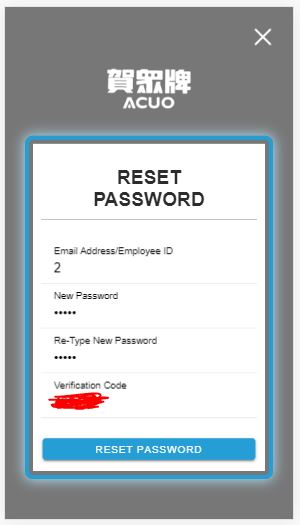 賀眾牌
ACUO
RESET
PASSWORD
Email Address/Employee ID
2
New Password
•••••
Re-Type New Password
•••••
Verification Code
RESET PASSWORD